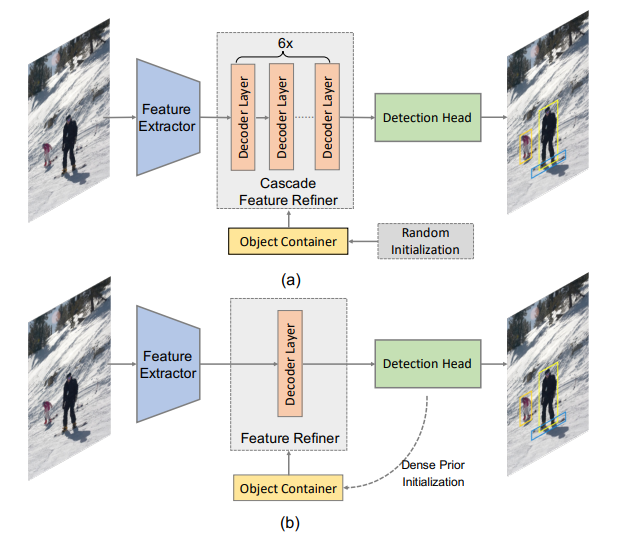 6x
Feature
Extractor
Decoder Layer
Decoder Layer
Decoder Layer
Detection Head
Cascade
Feature Refiner
Object Container
Random
Initialization
(a)
Feature
Extractor
Decoder Layer
Detection Head
Feature Refiner
Dense Prior
Initialization
Object Container
(b)